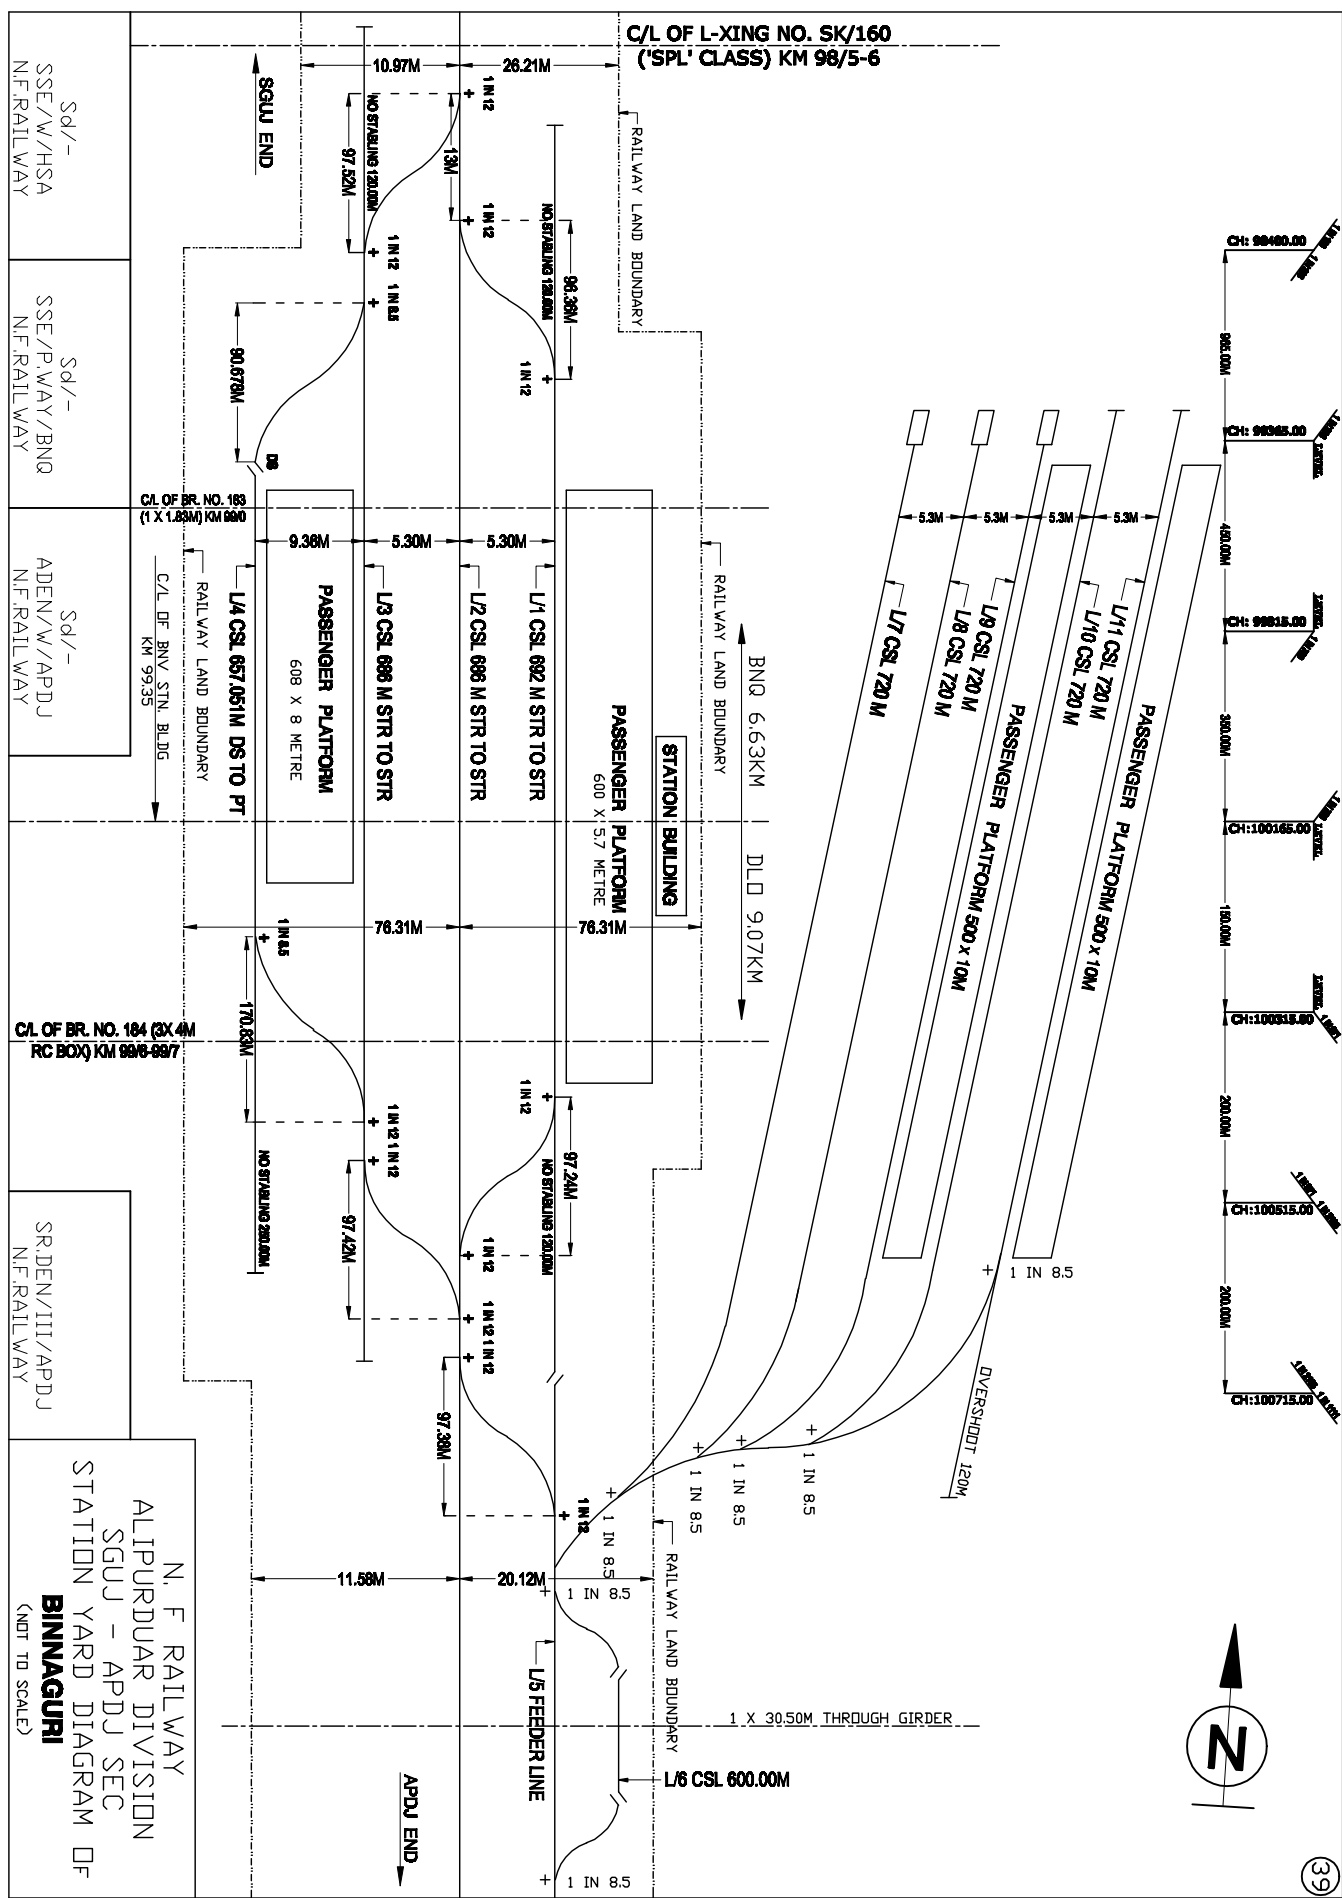 C/L OF L-XING NO. SK/160
('SPL' CLASS) KM 98/5-6
10.97M
26.21M
SGUJ END
1 IN 12
NO STABLING 120.00M
97.52M
13M
1 IN 12
NO STABLING 120.00M
96.36M
1 IN 12
1 IN 12
1 IN 8.5
90.678M
DS
RAILWAY LAND BOUNDARY
C/L OF BR. NO. 183
(1 X 1.83M) KM 99/0
9.36M
5.30M
5.30M
C/L OF BNV STN. BLDG
KM 99.35
RAILWAY LAND BOUNDARY
L/4 CSL 657.051M DS TO PT
PASSENGER PLATFORM
608 X 8 METRE
L/3 CSL 686 M STR TO STR
L/2 CSL 686 M STR TO STR
L/1 CSL 692 M STR TO STR
PASSENGER PLATFORM
600 X 5.7 METRE
STATION BUILDING
RAILWAY LAND BOUNDARY
BNQ 6.63KM
DLO 9.07KM
5.3M
5.3M
5.3M
5.3M
L/7 CSL 720 M
L/8 CSL 720 M
L/9 CSL 720 M
PASSENGER PLATFORM 500 x 10M
L/10 CSL 720 M
L/11 CSL 720 M
PASSENGER PLATFORM 500 x 10M
76.31M
76.31M
1 IN 8.5
170.83M
C/L OF BR. NO. 184 (3X 4M
RC BOX) KM 99/6-99/7
NO STABLING 260.00M
1 IN 12
1 IN 12
97.42M
1 IN 12
97.24M
NO STABLING 120.00M
1 IN 12
1 IN 12
1 IN 12
97.38M
1 IN 12
11.58M
20.12M
1 IN 8.5
1 IN 8.5
1 IN 8.5
1 IN 8.5
1 IN 8.5
1 IN 8.5
OVERSHOOT 120M
RAILWAY LAND BOUNDARY
L/5 FEEDER LINE
1 X 30.50M THROUGH GIRDER
L/6 CSL 600.00M
1 IN 8.5
APDJ END
CH: 98460.00
CH: 99365.00
LEVEL
450.00M
CH: 99815.00
LEVEL
350.00M
CH:100165.00
LEVEL
150.00M
LEVEL
200.00M
CH:100515.00
200.00M
CH:100715.00
N
39
Sd/-
SSE/W/HSA
N.F.RAILWAY
Sd/-
SSE/P.WAY/BNQ
N.F.RAILWAY
Sd/-
ADEN/W/APDJ
N.F.RAILWAY
SR.DEN/III/APDJ
N.F.RAILWAY
N. F RAILWAY
ALIPURDUAR DIVISION
SGUJ - APDJ SEC
STATION YARD DIAGRAM OF
BINNAGURI
(NOT TO SCALE)